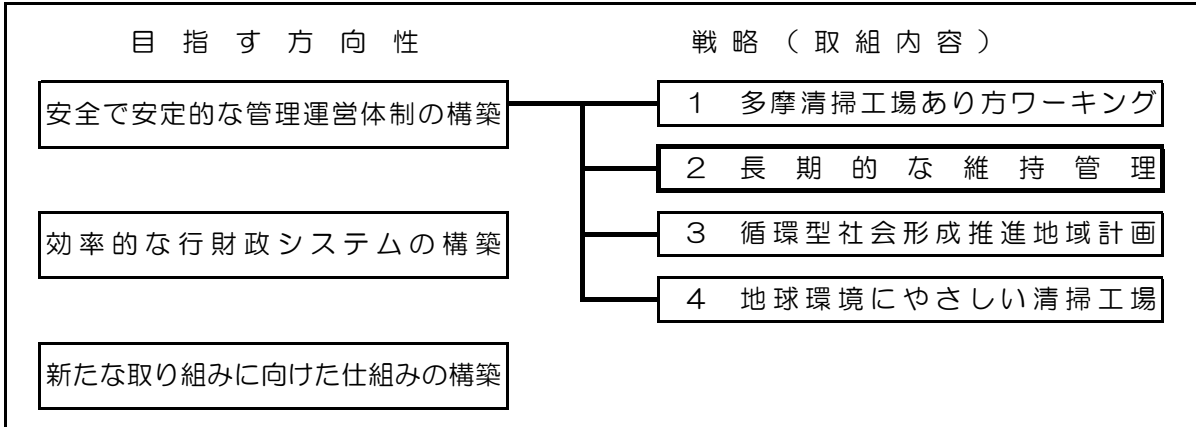 目指す方向性
戦略（取組内容）
安全で安定的な管理運営体制の構築
１　多摩清掃工場あり方ワーキング
２　長期的な維持管理
効率的な行財政システムの構築
３　循環型社会形成推進地域計画
４　地球環境にやさしい清掃工場
新たな取り組みに向けた仕組みの構築